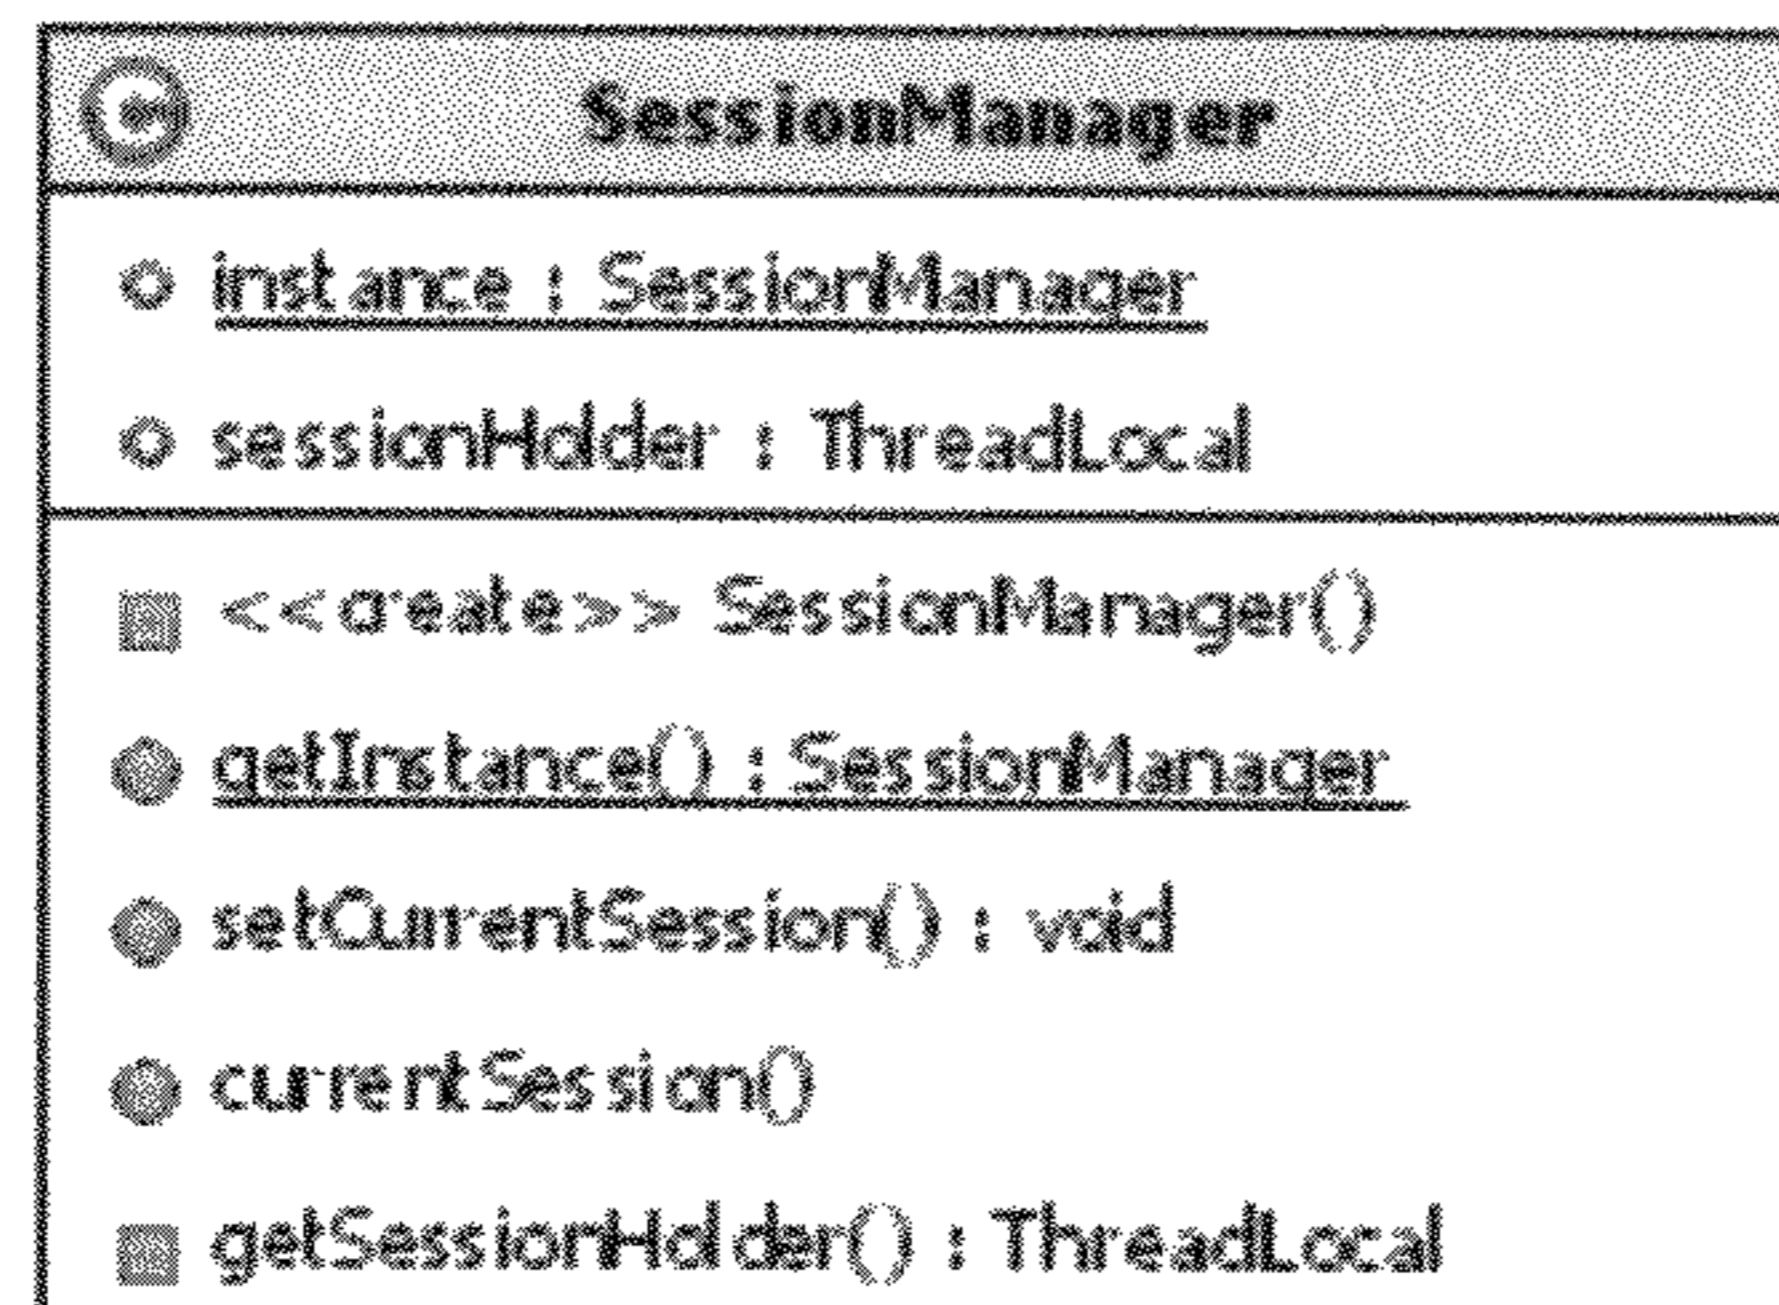 SessionManager
instance : SessionManager
sessionHolder : ThreadLocal
<<create>> SessionManager()
getInstance() : SessionManager
setCurrentSession() : void
currentSession()
getSessionHolder() : ThreadLocal